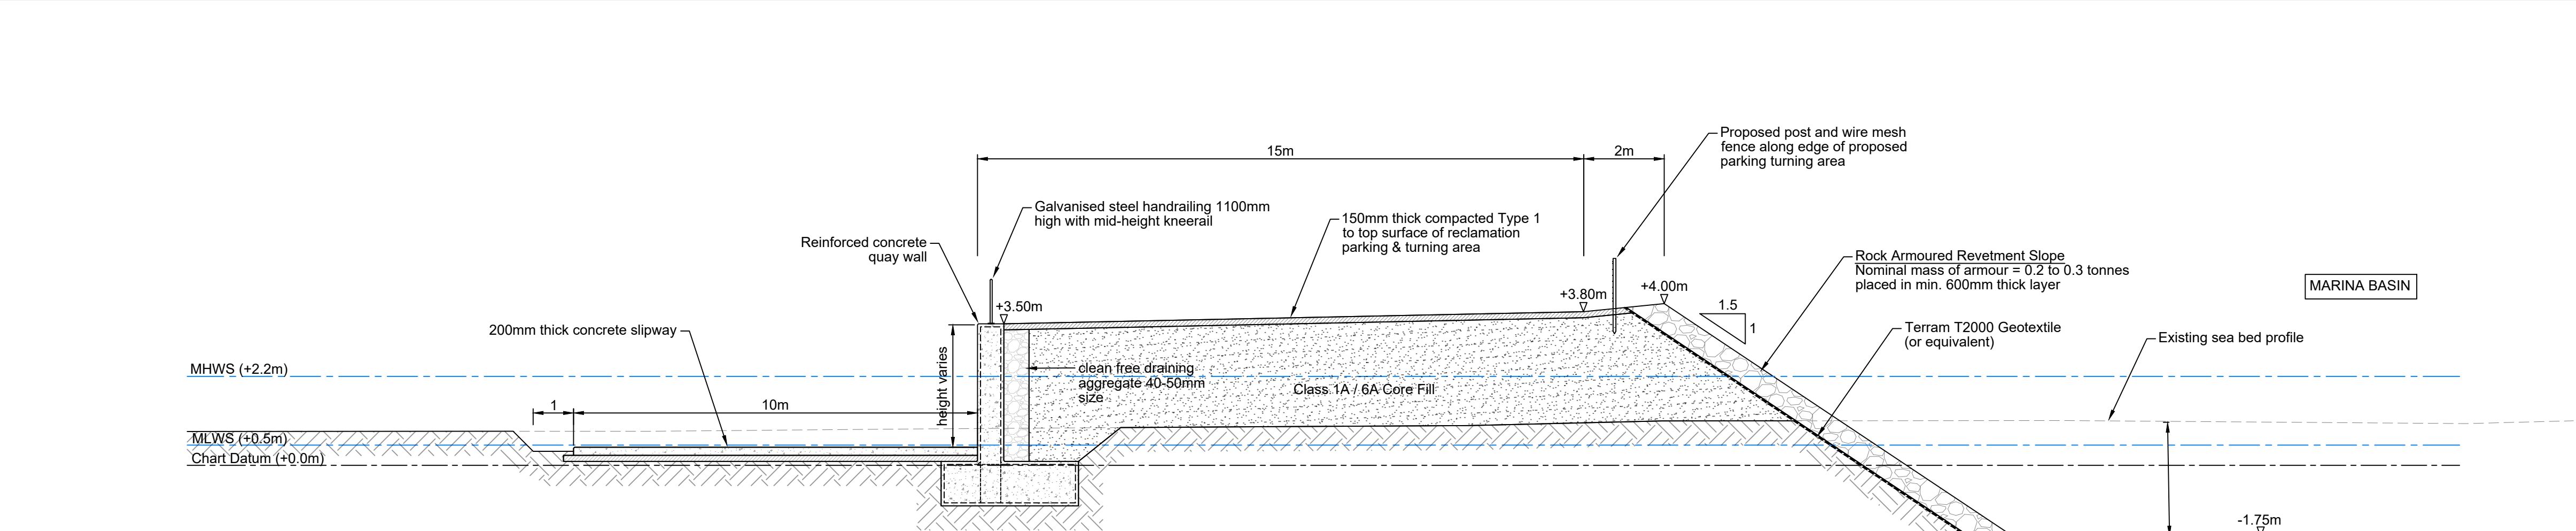 Proposed post and wire mesh
fence along edge of proposed
parking turning area
15m
2m
Galvanised steel handrailing 1100mm
high with mid-height kneerail
150mm thick compacted Type 1
to top surface of reclamation
parking & turning area
Reinforced concrete
quay wall
Rock Armoured Revetment Slope
Nominal mass of armour = 0.2 to 0.3 tonnes
placed in min. 600mm thick layer
MARINA BASIN
+3.50m
+3.80m
+4.00m
1.5
1
200mm thick concrete slipway
Terram T2000 Geotextile
(or equivalent)
Existing sea bed profile
height varies
MHWS (+2.2m)
clean free draining
aggregate 40-50mm
size
Class 1A / 6A Core Fill
1
10m
MLWS (+0.5m)
Chart Datum (+0.0m)
-1.75m